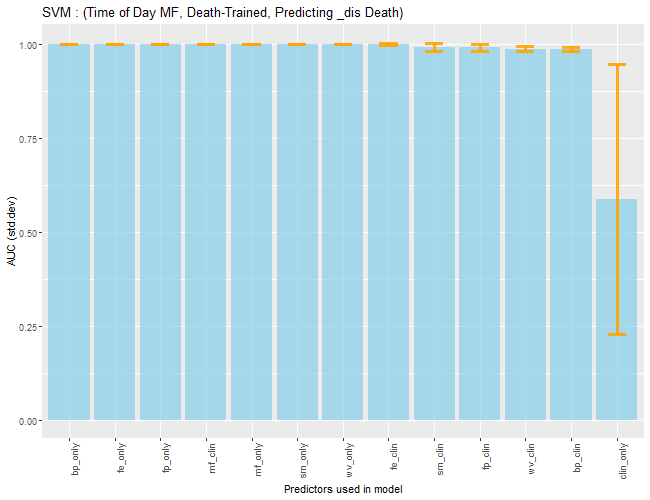 SVM : (Time of Day MF, Death-Trained, Predicting _dis Death)
AUC (std.dev)
1.00
0.75
0.50
0.25
0.00
bp_only
fe_only
fp_only
mf_clin
mf_only
sm_only
wv_only
fe_clin
sm_clin
fp_clin
wv_clin
bp_clin
clin_only
Predictors used in model